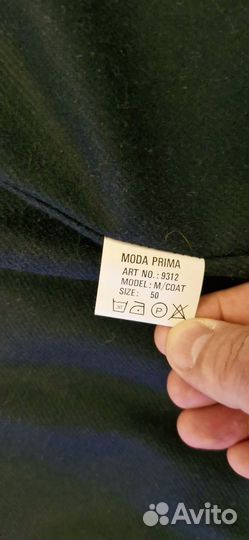 MODA PRIMA
ART NO.: 9312
MODEL: M/COAT
SIZE: 50
P
Avito